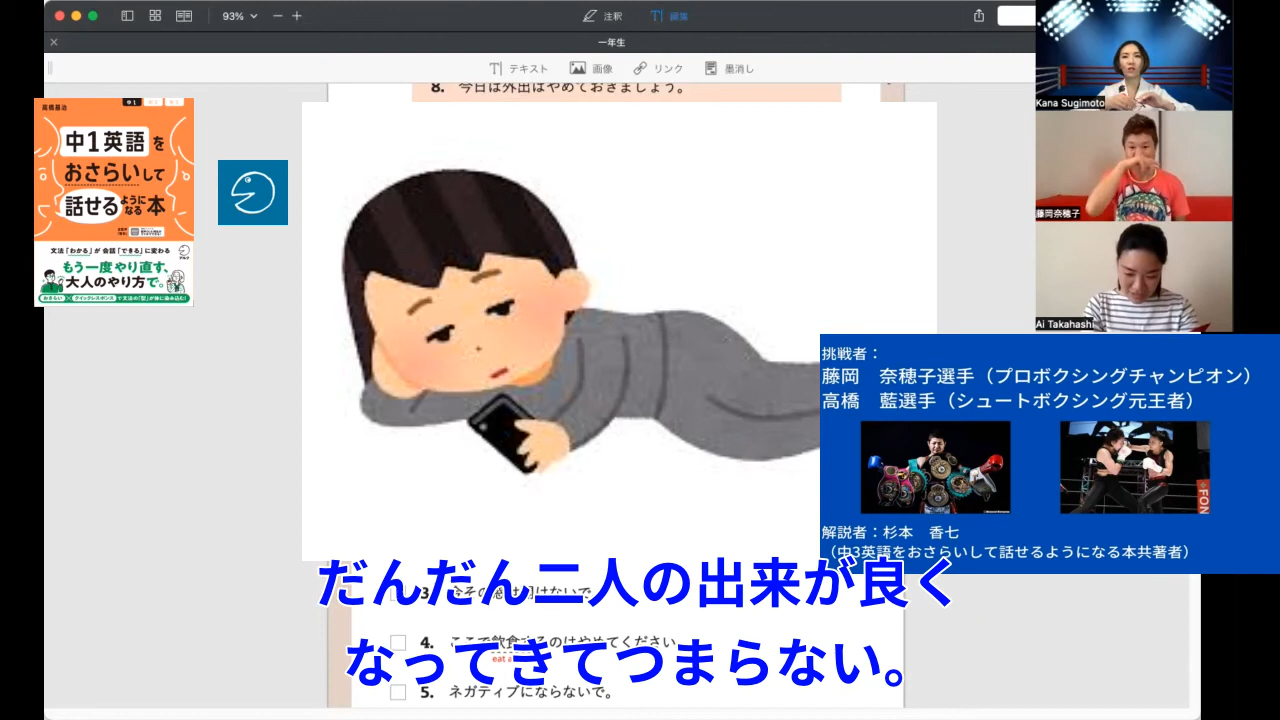 93%
注釈
編集
一年生
テキスト
画像
リンク
墨消し
8. 今日は外出はやめておきましょう。
高橋基治
中1
中1英語を
おさらいして
話せるようになる本
文法「わかる」が会話「できる」に変わる
アルク
もう一度やり直す、
大人のやり方で。
Kana Sugimoto
藤岡奈穂子
Ai Takahashi
挑戦者：
藤岡 奈穂子選手（プロボクシングチャンピオン）
高橋 藍選手（シュートボクシング元王者）
FON
解説者：杉本 香七
（中3英語をおさらいして話せるようになる本共著者）
だんだん二人の出来が良く
4. ここで飲食するのはやめてください。
eat a
なってきてつまらない。
5. ネガティブにならないで。